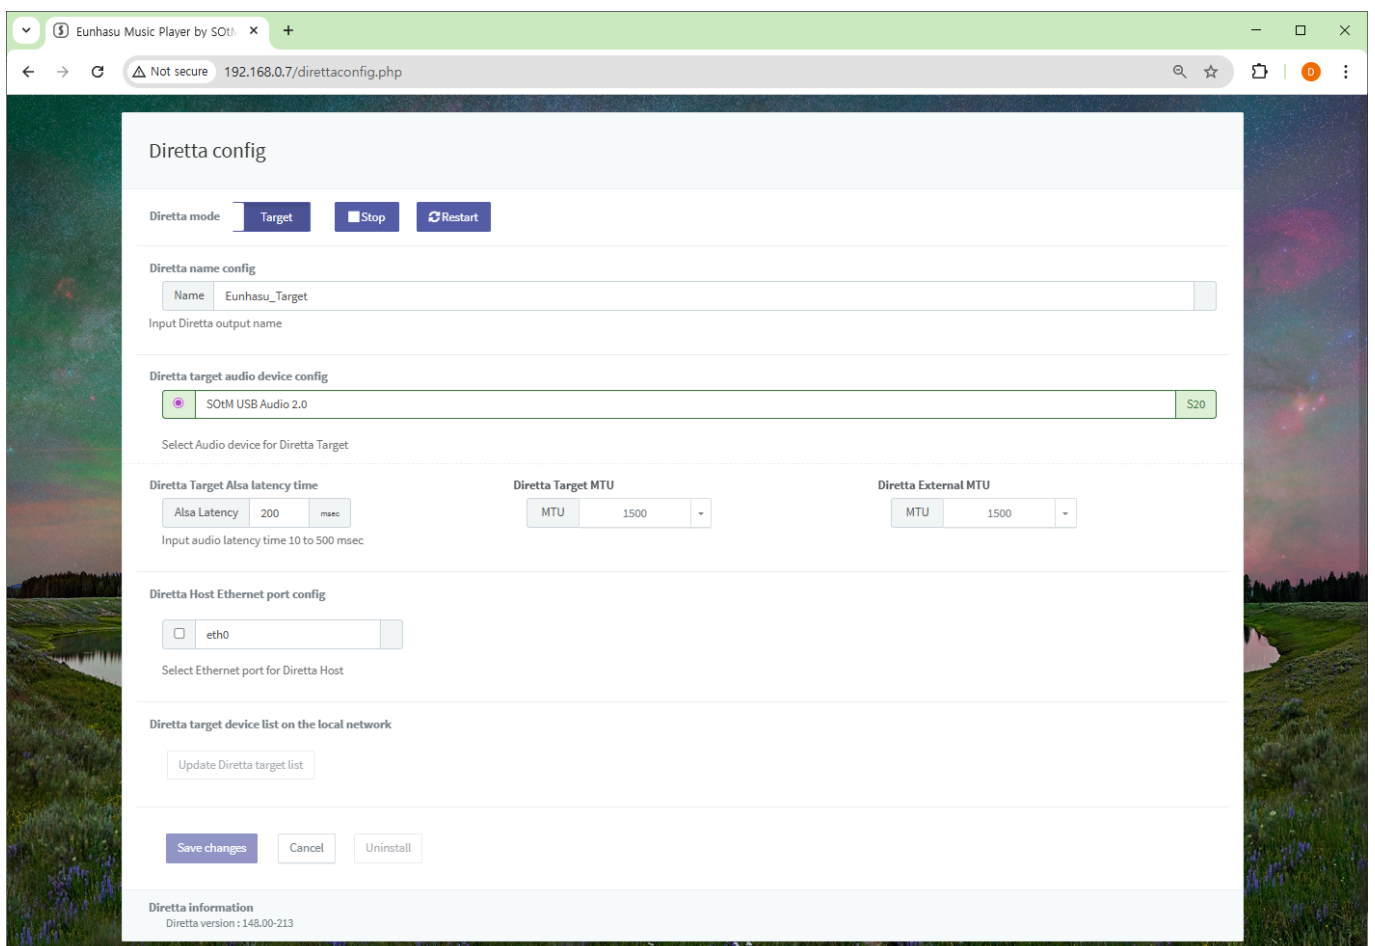 Eunhasu Music Player by SOtM
Not secure 192.168.0.7/direttaconfig.php
D
Diretta config
Diretta mode Target Stop Restart
Diretta name config
Name Eunhasu_Target
Input Diretta output name
Diretta target audio device config
SOtM USB Audio 2.0 S20
Select Audio device for Diretta Target
Diretta Target Alsa latency time Diretta Target MTU Diretta External MTU
Alsa Latency 200 msec MTU 1500 MTU 1500
Input audio latency time 10 to 500 msec
Diretta Host Ethernet port config
eth0
Select Ethernet port for Diretta Host
Diretta target device list on the local network
Update Diretta target list
Save changes Cancel Uninstall
Diretta information
Diretta version : 148.00-213